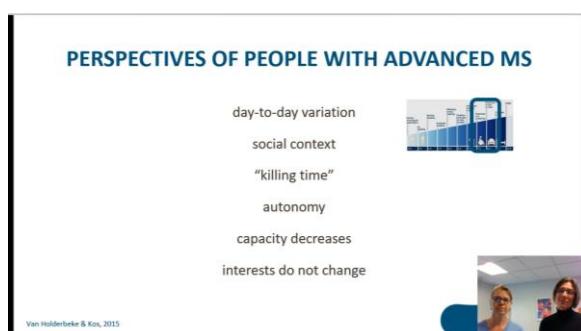 PERSPECTIVES OF PEOPLE WITH ADVANCED MS
day-to-day variation
social context
“killing time”
autonomy
capacity decreases
interests do not change
Van Holderbeke & Kos, 2015